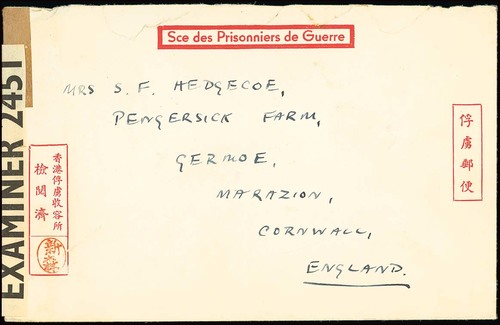 Sce des Prisonniers de Guerre
MRS S. F. HEDGECOE,
PENGERSICK FARM,
GERMOE,
MARAZION,
CORNWALL,
ENGLAND.
EXAMINER 2451
俘虜郵便
香港俘虜收容所
檢閱濟